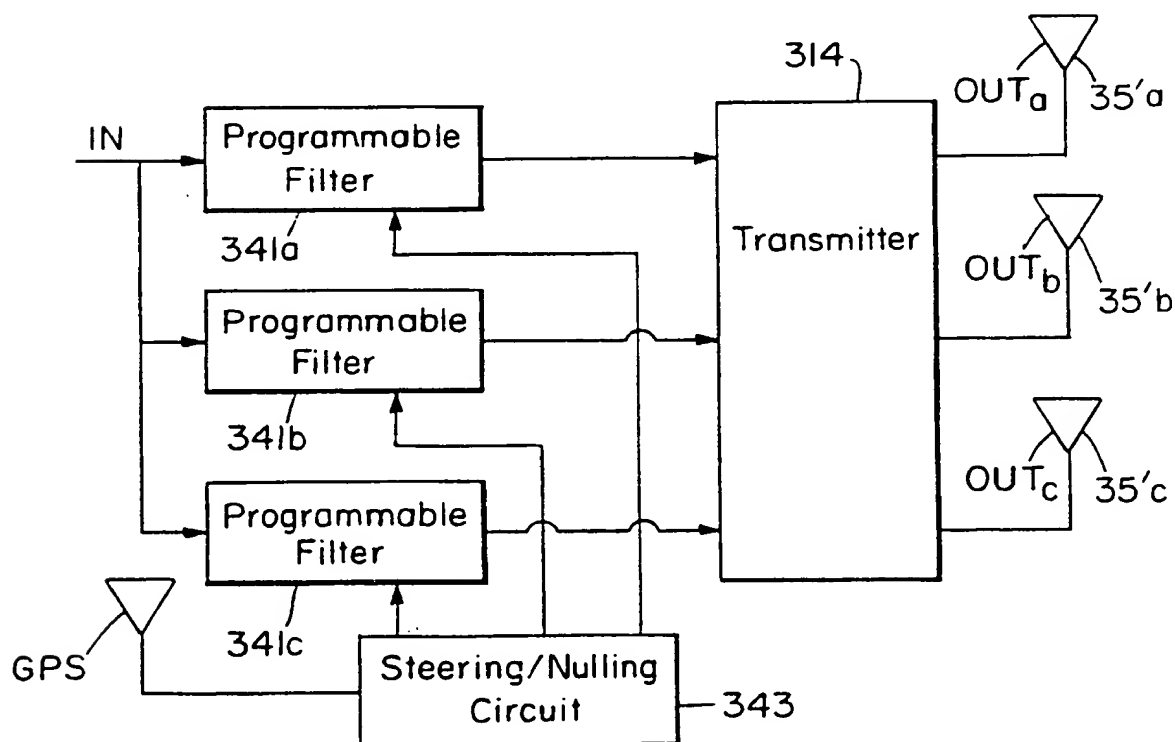 314
OUTa
35'a
IN
Programmable
Filter
341a
Transmitter
OUTb
35'b
Programmable
Filter
341b
OUTc
35'c
Programmable
Filter
341c
GPS
Steering/Nulling
Circuit
343